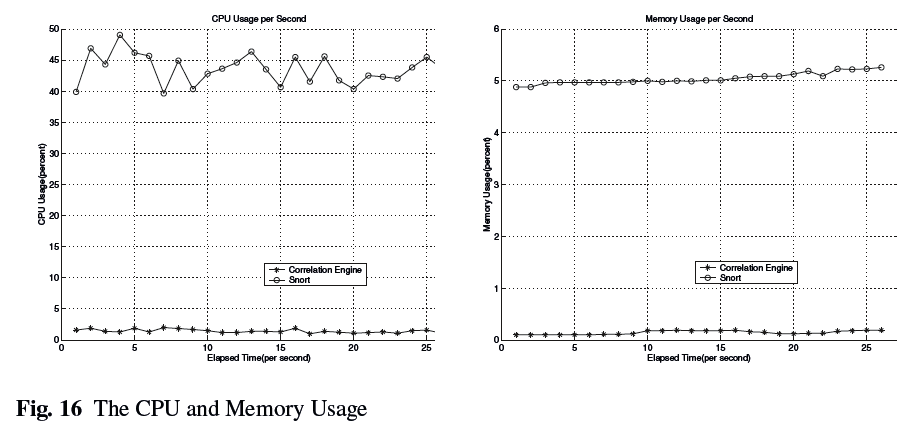 CPU Usage per Second
50
45
40
35
30
25
20
15
10
5
0
CPU Usage(percent)
Correlation Engine
Snort
0 5 10 15 20 25
Elapsed Time(per second)
Memory Usage per Second
6
5
4
3
2
1
0
Memory Usage(percent)
Correlation Engine
Snort
0 5 10 15 20 25
Elapsed Time(per second)
Fig. 16 The CPU and Memory Usage